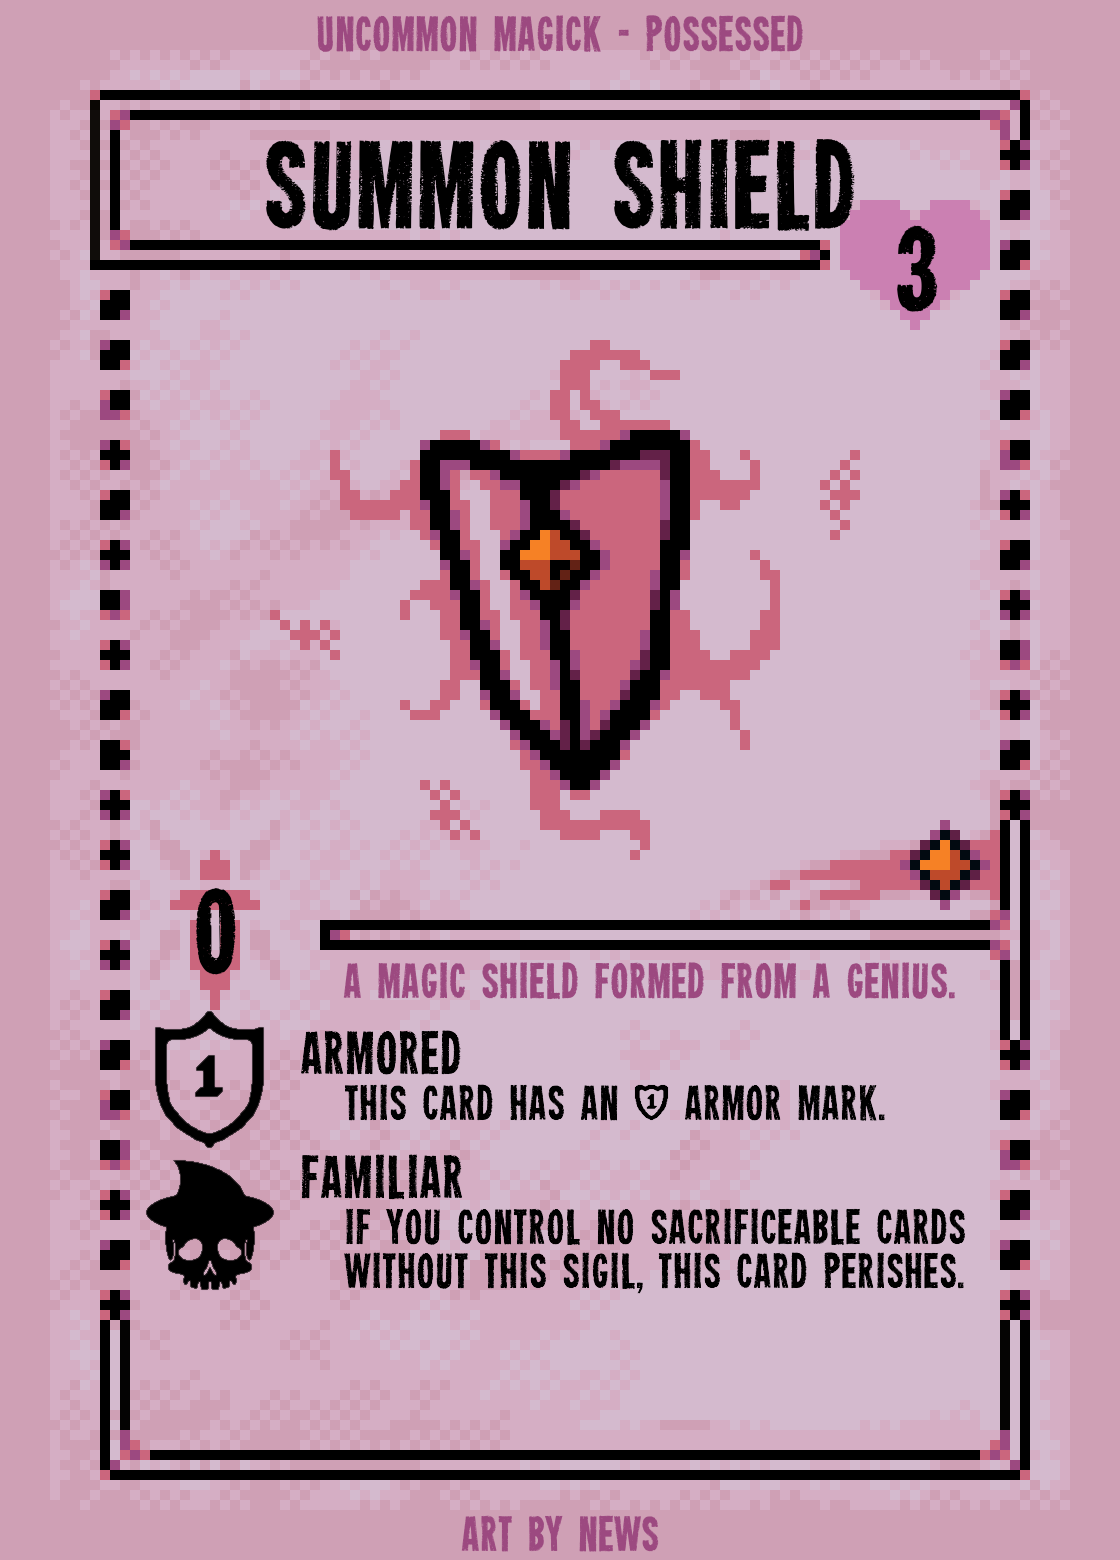 UNCOMMON MAGICK - POSSESSED
SUMMON SHIELD
3
0
A MAGIC SHIELD FORMED FROM A GENIUS.
1
ARMORED
THIS CARD HAS AN 1 ARMOR MARK.
FAMILIAR
IF YOU CONTROL NO SACRIFICEABLE CARDS
WITHOUT THIS SIGIL, THIS CARD PERISHES.
ART BY NEWS